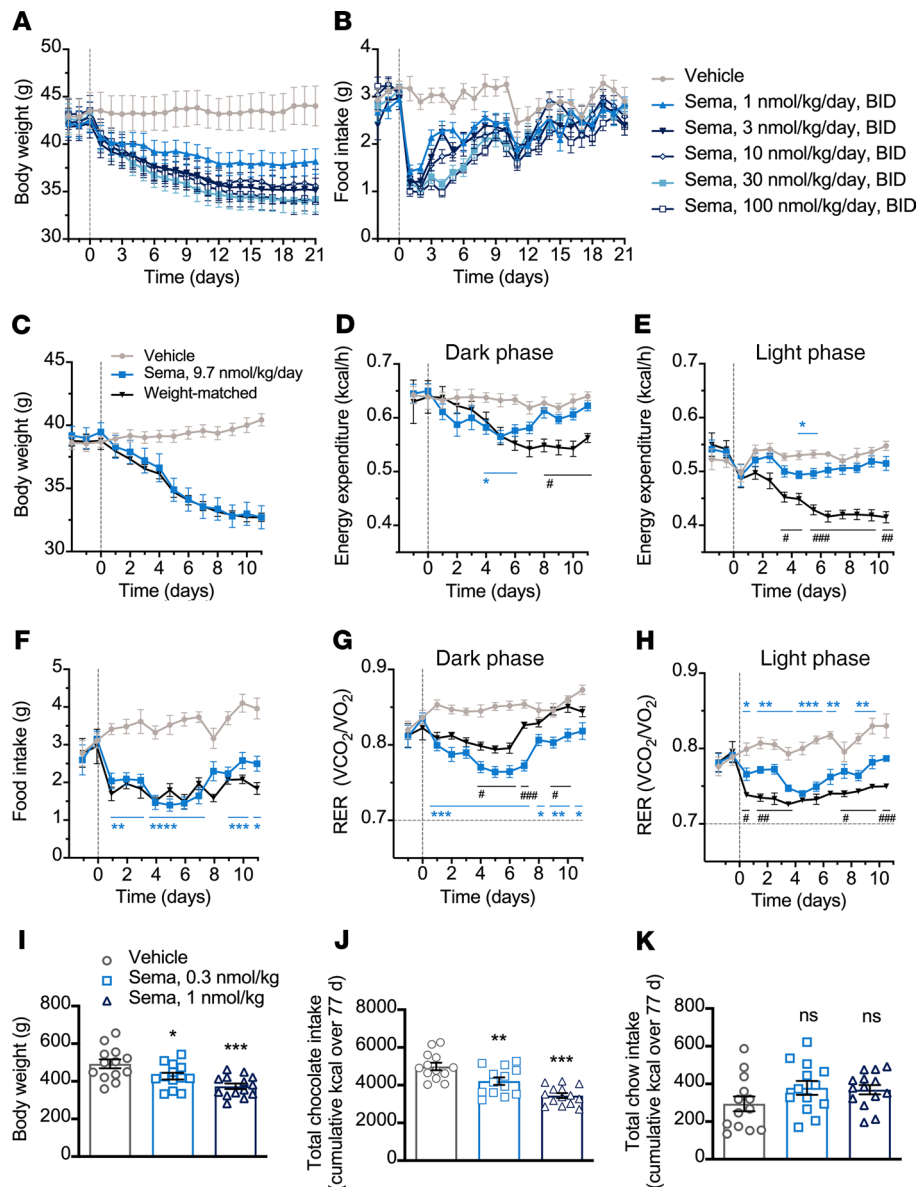 A
Body weight (g)
50
45
40
35
30
0 3 6 9 12 15 18 21
Time (days)
B
Food intake (g)
4
3
2
1
0
0 3 6 9 12 15 18 21
Time (days)
Vehicle
Sema, 1 nmol/kg/day, BID
Sema, 3 nmol/kg/day, BID
Sema, 10 nmol/kg/day, BID
Sema, 30 nmol/kg/day, BID
Sema, 100 nmol/kg/day, BID
C
Body weight (g)
45
40
35
30
Vehicle
Sema, 9.7 nmol/kg/day
Weight-matched
0 2 4 6 8 10
Time (days)
D
Dark phase
Energy expenditure (kcal/h)
0.7
0.6
0.5
0.4
*
#
0 2 4 6 8 10
Time (days)
E
Light phase
Energy expenditure (kcal/h)
0.7
0.6
0.5
0.4
*
# ### ##
0 2 4 6 8 10
Time (days)
F
Food intake (g)
5
4
3
2
1
0
** **** *** *
0 2 4 6 8 10
Time (days)
G
Dark phase
RER (VCO2/VO2)
0.9
0.8
0.7
# ### #
*** * ** *
0 2 4 6 8 10
Time (days)
H
Light phase
RER (VCO2/VO2)
0.9
0.8
0.7
* ** *** ** **
# ## # ###
0 2 4 6 8 10
Time (days)
I
Vehicle
Sema, 0.3 nmol/kg
Sema, 1 nmol/kg
Body weight (g)
800
600
400
200
0
* ***
J
Total chocolate intake
(cumulative kcal over 77 d)
8000
6000
4000
2000
0
** ***
K
Total chow intake
(cumulative kcal over 77 d)
800
600
400
200
0
ns ns